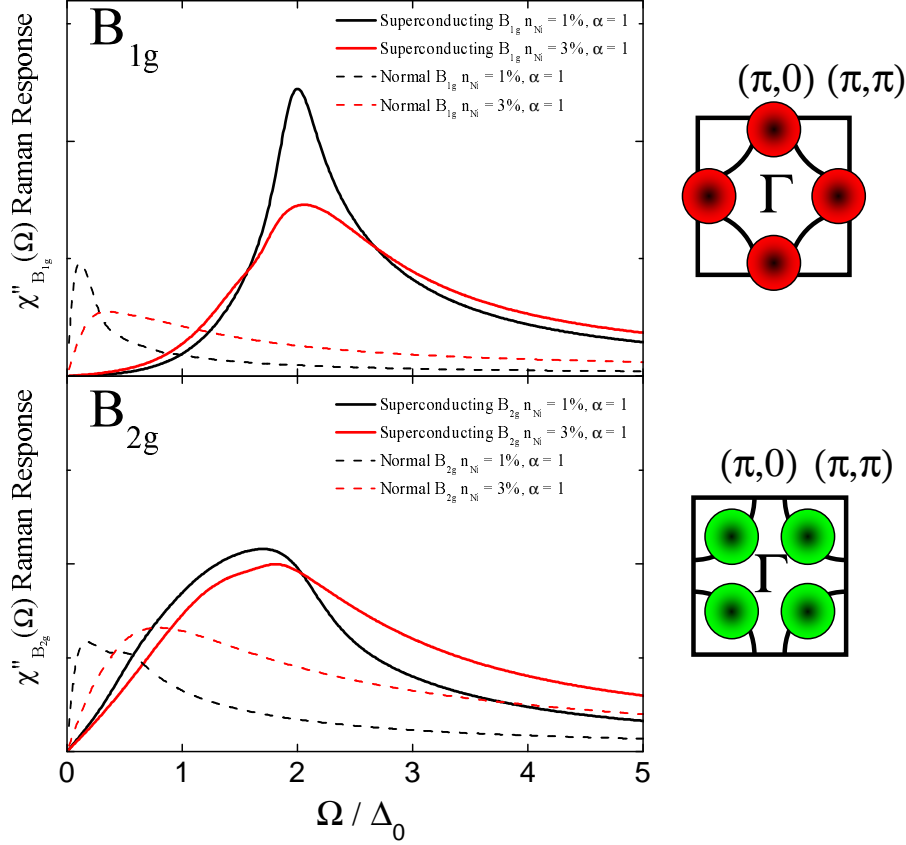 B1g
Superconducting B1g nNi = 1%, α = 1
Superconducting B1g nNi = 3%, α = 1
Normal B1g nNi = 1%, α = 1
Normal B1g nNi = 3%, α = 1
χ''B1g(Ω) Raman Response
(π,0) (π,π)
Γ
B2g
Superconducting B2g nNi = 1%, α = 1
Superconducting B2g nNi = 3%, α = 1
Normal B2g nNi = 1%, α = 1
Normal B2g nNi = 3%, α = 1
χ''B2g(Ω) Raman Response
(π,0) (π,π)
Γ
0 1 2 3 4 5
Ω / Δ0